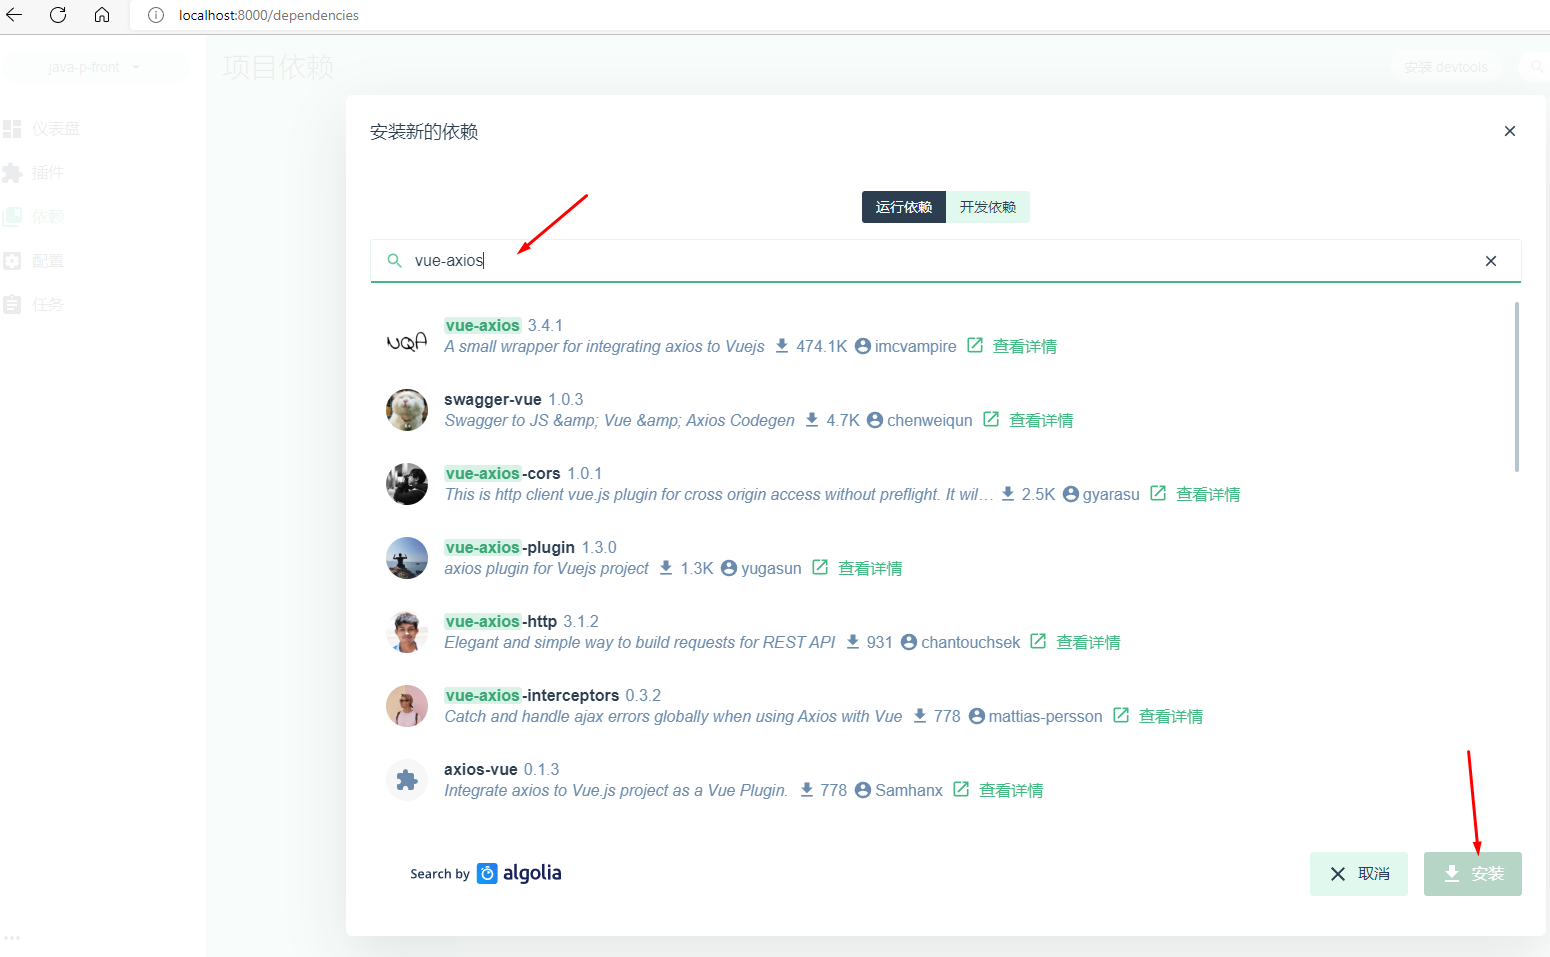 localhost:8000/dependencies
java-p-front
项目依赖
安装 devtools
仪表盘
插件
依赖
配置
任务
安装新的依赖
运行依赖 开发依赖
vue-axios
vue-axios 3.4.1
A small wrapper for integrating axios to Vuejs 474.1K imcvampire 查看详情
swagger-vue 1.0.3
Swagger to JS &amp; Vue &amp; Axios Codegen 4.7K chenweiqun 查看详情
vue-axios-cors 1.0.1
This is http client vue.js plugin for cross origin access without preflight. It wil… 2.5K gyarasu 查看详情
vue-axios-plugin 1.3.0
axios plugin for Vuejs project 1.3K yugasun 查看详情
vue-axios-http 3.1.2
Elegant and simple way to build requests for REST API 931 chantouchsek 查看详情
vue-axios-interceptors 0.3.2
Catch and handle ajax errors globally when using Axios with Vue 778 mattias-persson 查看详情
axios-vue 0.1.3
Integrate axios to Vue.js project as a Vue Plugin. 778 Samhanx 查看详情
Search by algolia
取消 安装